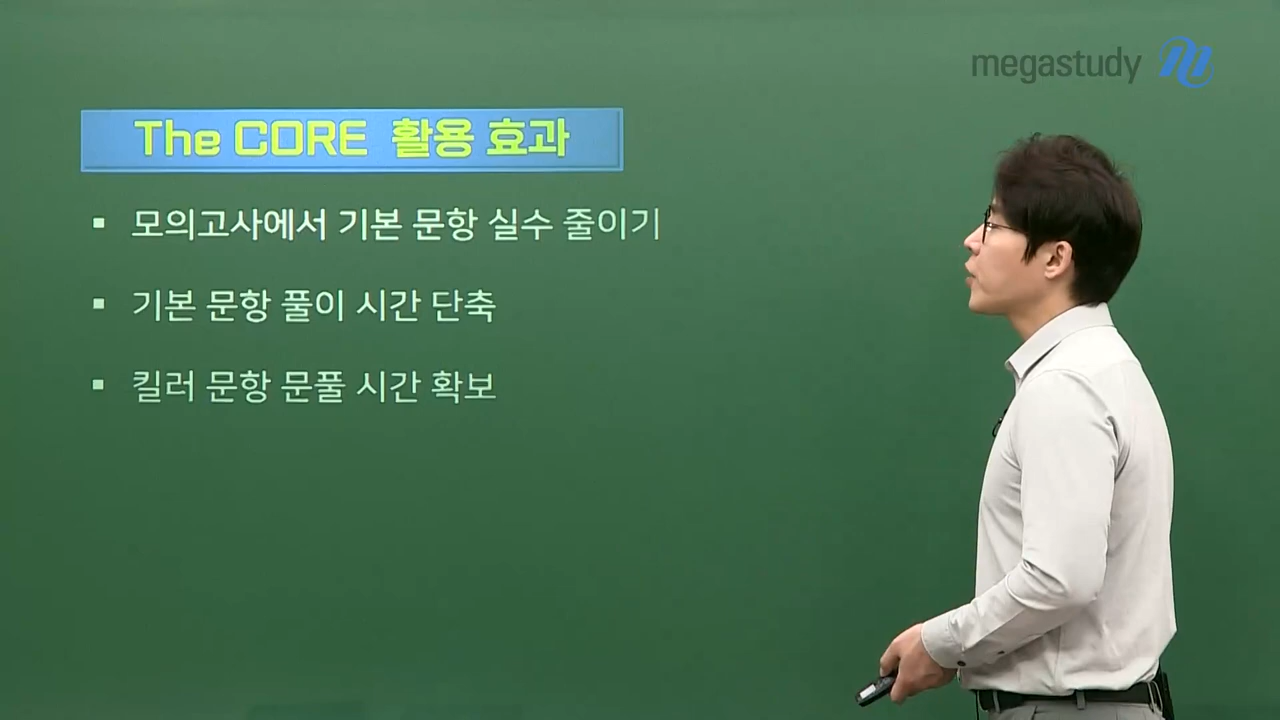 megastudy
The CORE 활용 효과
▪ 모의고사에서 기본 문항 실수 줄이기
▪ 기본 문항 풀이 시간 단축
▪ 킬러 문항 문풀 시간 확보